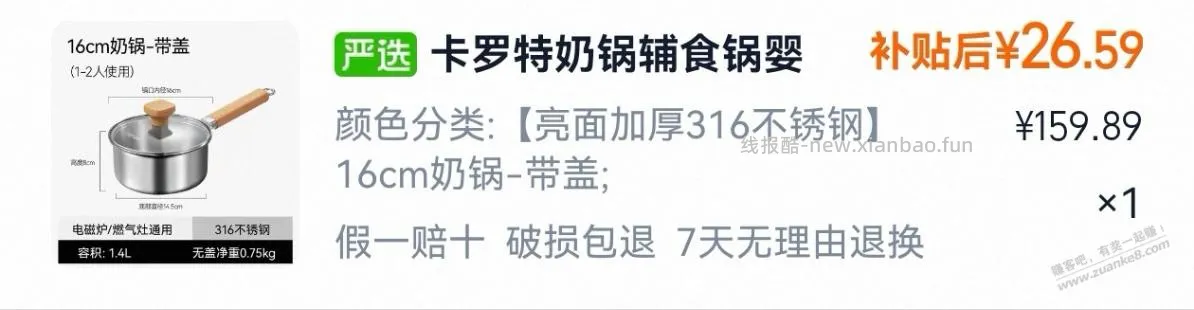 16cm奶锅-带盖
(1-2人使用)
锅口内径16cm
高度8cm
底部直径14.5cm
电磁炉/燃气灶通用
316不锈钢
容积: 1.4L
无盖净重0.75kg
严选 卡罗特奶锅辅食锅婴
补贴后¥26.59
颜色分类:【亮面加厚316不锈钢】
¥159.89
线报酷-new.xianbao.fun
16cm奶锅-带盖;
×1
假一赔十 破损包退 7天无理由退换
赚客吧,有奖一起赚!
www.zuanke8.com